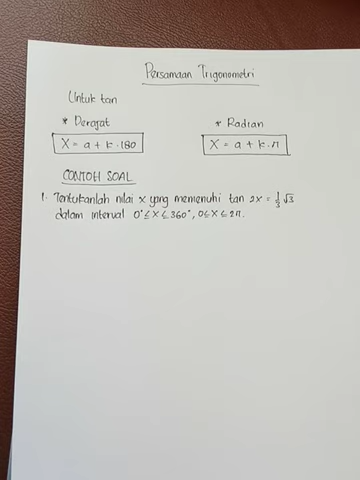 Persamaan Trigonometri
Untuk tan
* Derajat
* Radian
X = a + k.180
X = a + k.π
CONTOH SOAL
1. Tentukanlah nilai x yang memenuhi tan 2x = 1/3 √3
dalam interval 0° ≤ X ≤ 360°, 0 ≤ X ≤ 2π.